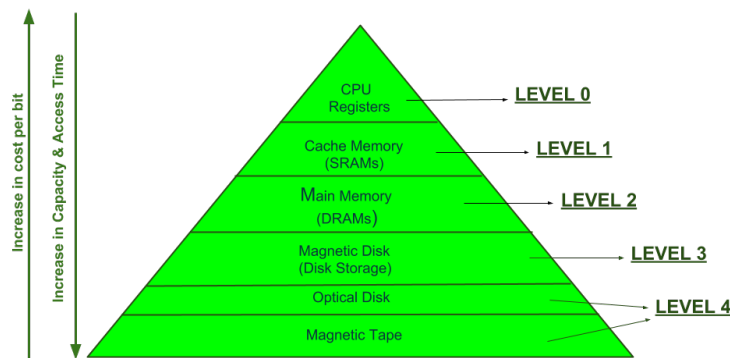 Increase in cost per bit
Increase in Capacity & Access Time
CPU
Registers
LEVEL 0
Cache Memory
(SRAMs)
LEVEL 1
Main Memory
(DRAMs)
LEVEL 2
Magnetic Disk
(Disk Storage)
LEVEL 3
Optical Disk
LEVEL 4
Magnetic Tape